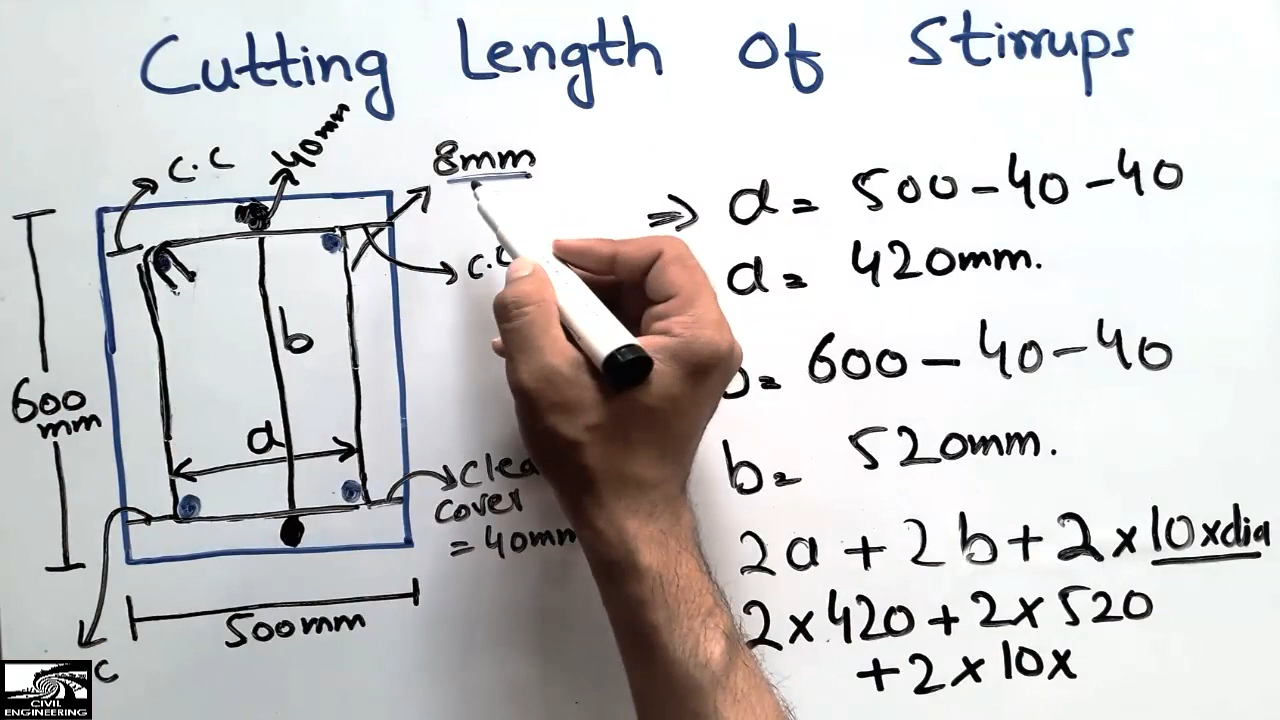 Cutting Length of Stirrups
40mm
C.C
8mm
C.C
b
a
600
mm
500mm
Clea
Cover
= 40mm
C
⇒ a = 500 - 40 - 40
a = 420mm.
= 600 - 40 - 40
b = 520mm.
2a + 2b + 2 × 10 × dia
2 × 420 + 2 × 520
+ 2 × 10 ×
CIVIL
ENGINEERING